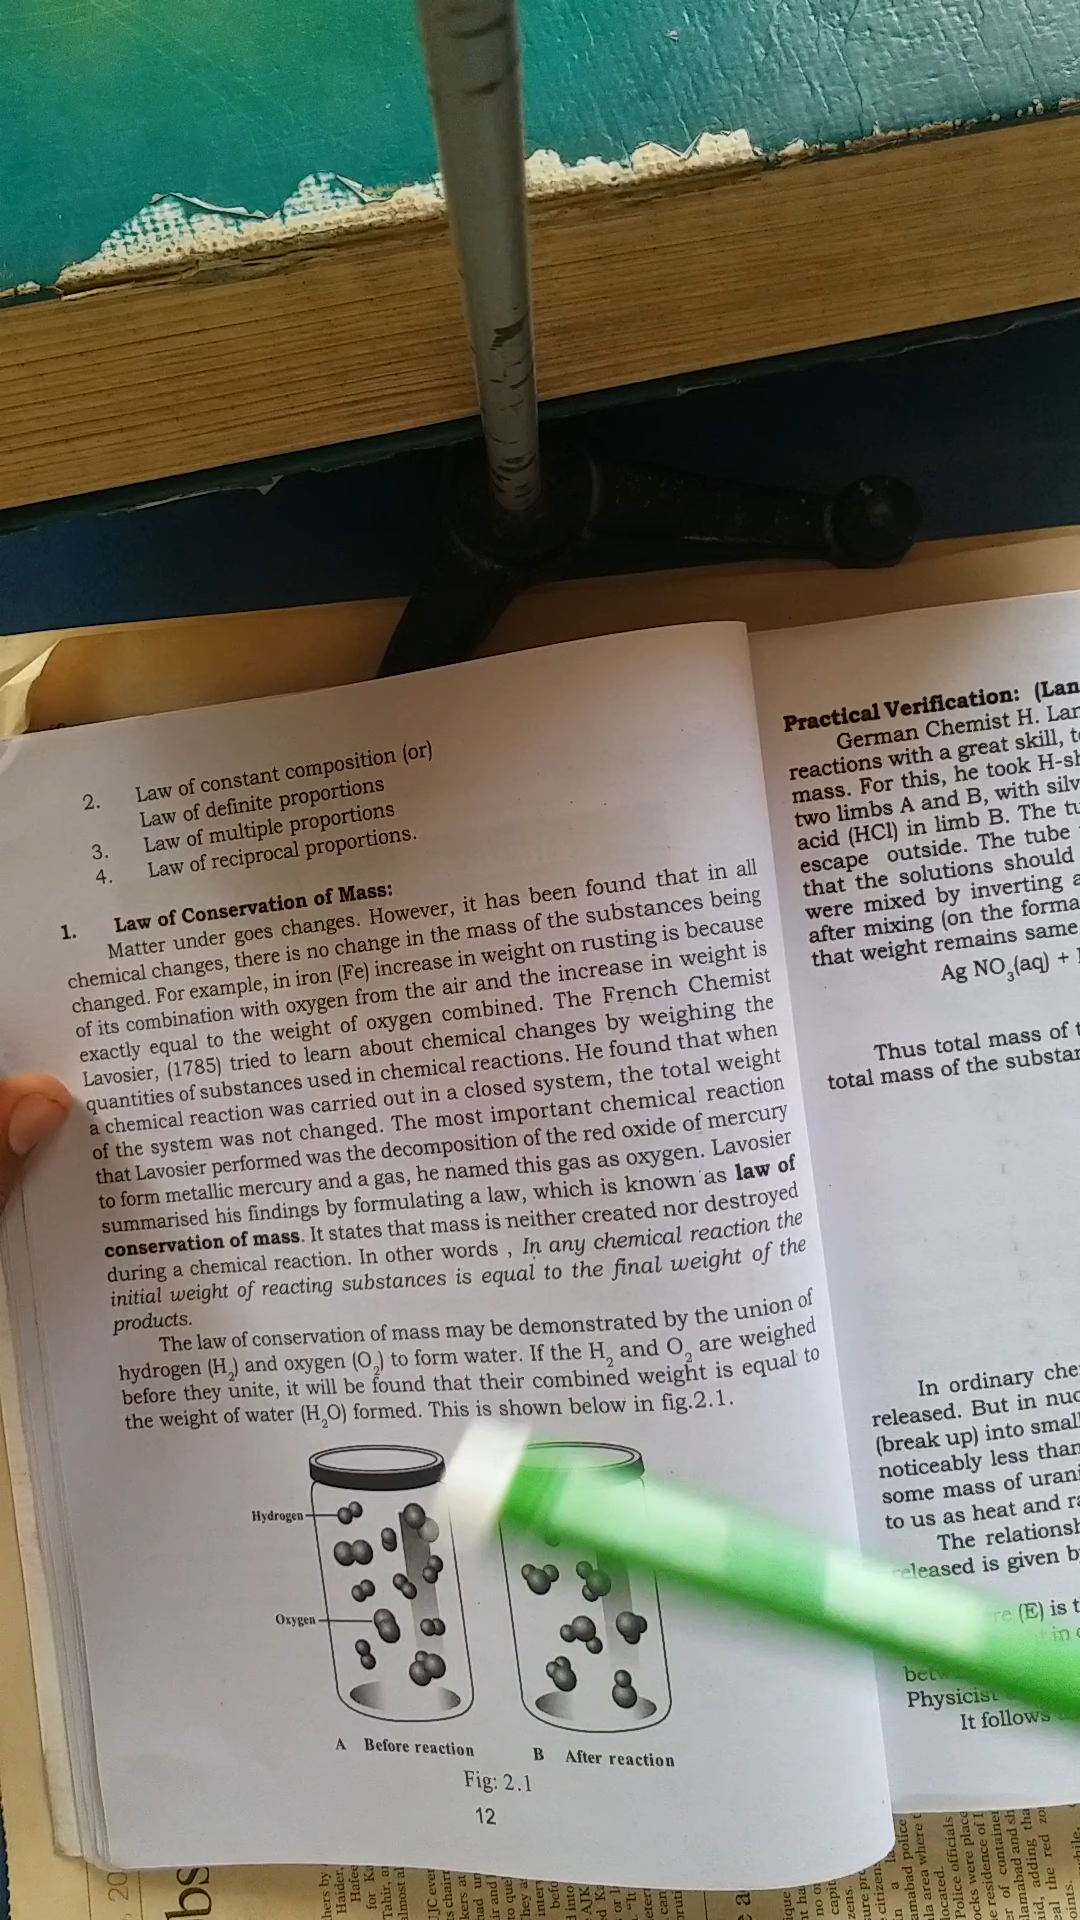 2. Law of constant composition (or)
Law of definite proportions
3. Law of multiple proportions
4. Law of reciprocal proportions.
1. Law of Conservation of Mass:
Matter under goes changes. However, it has been found that in all
chemical changes, there is no change in the mass of the substances being
changed. For example, in iron (Fe) increase in weight on rusting is because
of its combination with oxygen from the air and the increase in weight is
exactly equal to the weight of oxygen combined. The French Chemist
Lavosier, (1785) tried to learn about chemical changes by weighing the
quantities of substances used in chemical reactions. He found that when
a chemical reaction was carried out in a closed system, the total weight
of the system was not changed. The most important chemical reaction
that Lavosier performed was the decomposition of the red oxide of mercury
to form metallic mercury and a gas, he named this gas as oxygen. Lavosier
summarised his findings by formulating a law, which is known as law of
conservation of mass. It states that mass is neither created nor destroyed
during a chemical reaction. In other words , In any chemical reaction the
initial weight of reacting substances is equal to the final weight of the
products.
The law of conservation of mass may be demonstrated by the union of
hydrogen (H₂) and oxygen (O₂) to form water. If the H₂ and O₂ are weighed
before they unite, it will be found that their combined weight is equal to
the weight of water (H₂O) formed. This is shown below in fig.2.1.
Hydrogen
Oxygen
A Before reaction
B After reaction
Fig: 2.1
12
Practical Verification: (Lan
German Chemist H. Lan
reactions with a great skill, t
mass. For this, he took H-sh
two limbs A and B, with silv
acid (HCl) in limb B. The tu
escape outside. The tube
that the solutions should
were mixed by inverting a
after mixing (on the forma
that weight remains same
Ag NO₃(aq) +
Thus total mass of t
total mass of the substan
In ordinary che
released. But in nuc
(break up) into small
noticeably less than
some mass of urani
to us as heat and ra
The relationsh
released is given b
(E) is t
in
Physicist
It follows